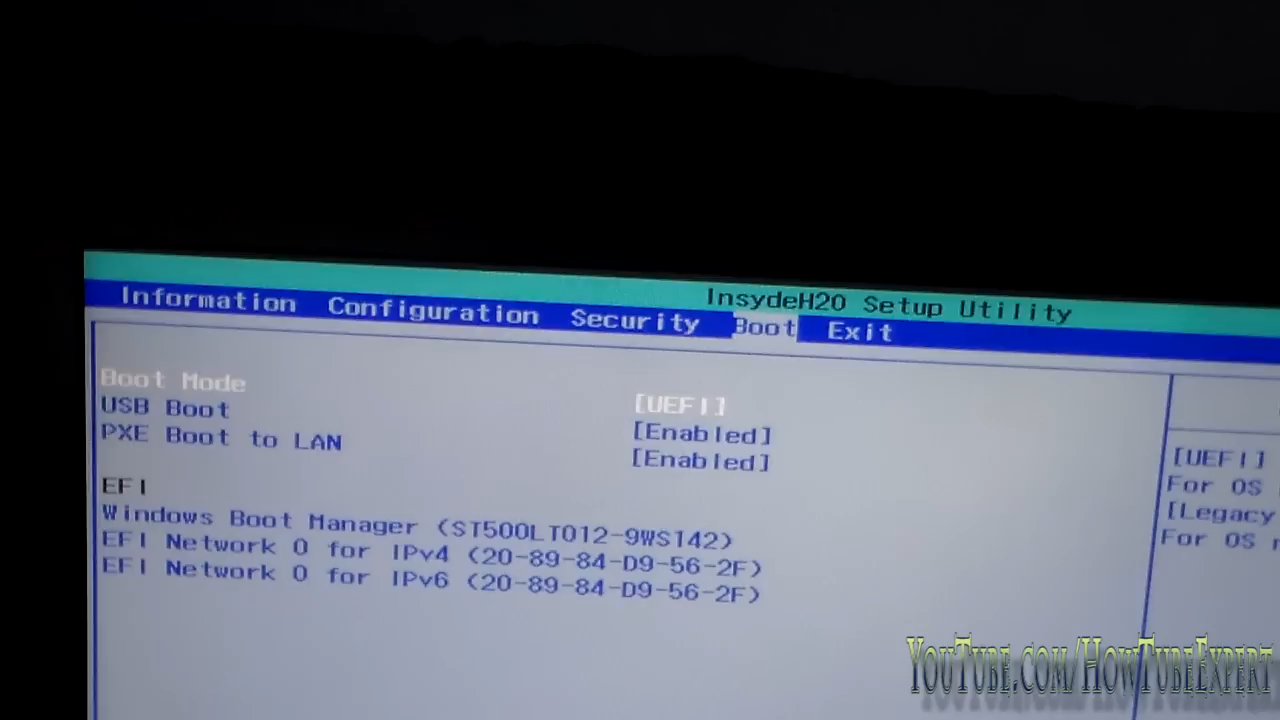 InsydeH20 Setup Utility
Information Configuration Security Boot Exit
Boot Mode [UEFI]
USB Boot [Enabled]
PXE Boot to LAN [Enabled]
EFI
Windows Boot Manager (ST500LT012-9WS142)
EFI Network 0 for IPv4 (20-89-84-D9-56-2F)
EFI Network 0 for IPv6 (20-89-84-D9-56-2F)
[UEFI]
For OS
[Legacy
For OS
YouTube.com/HowTubeExpert